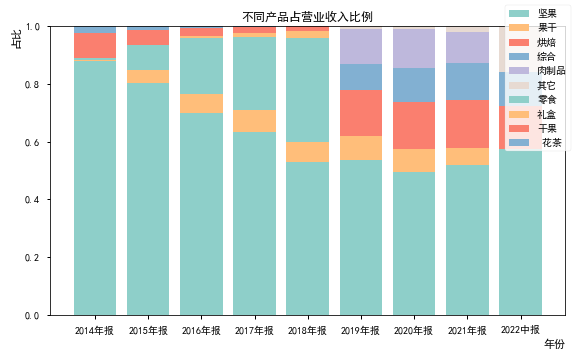 不同产品占营业收入比例
占比
1.0
0.8
0.6
0.4
0.2
0.0
2014年报
2015年报
2016年报
2017年报
2018年报
2019年报
2020年报
2021年报
2022中报
年份
坚果
果干
烘焙
综合
肉制品
其它
零食
礼盒
干果
花茶